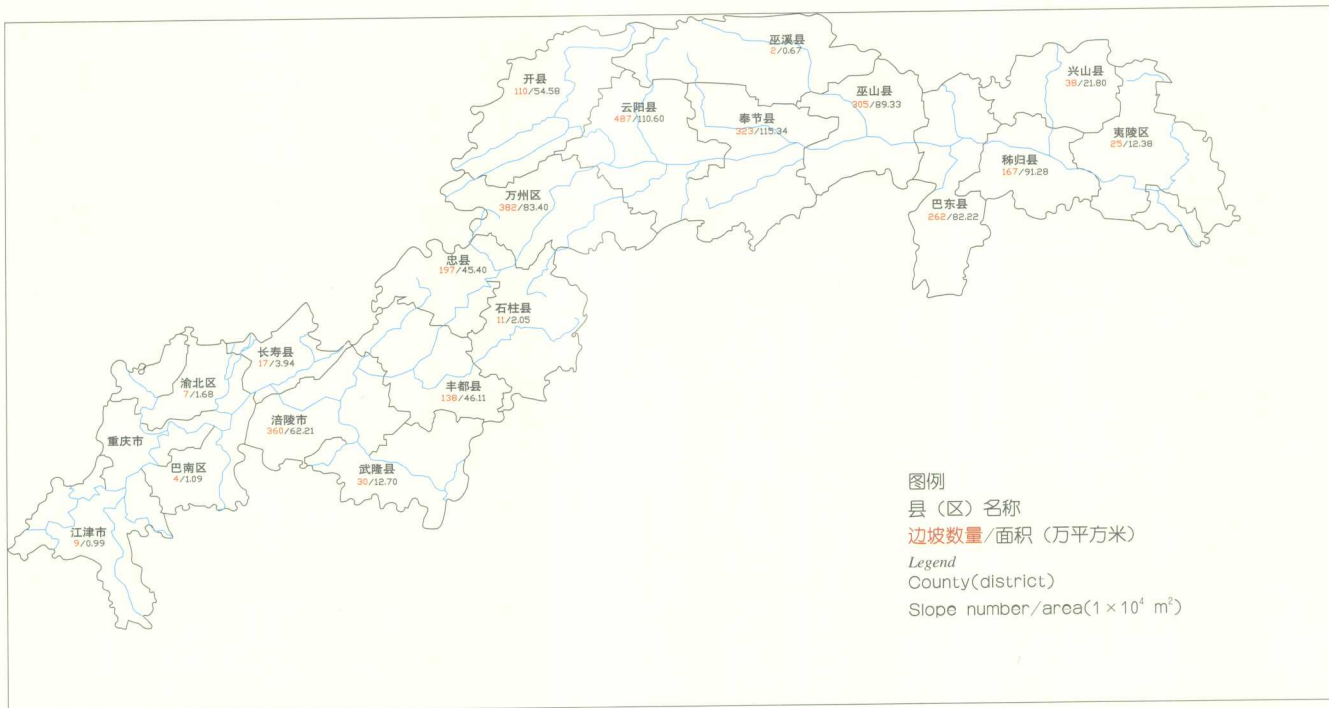 巫溪县
2/0.67
开县
110/54.58
云阳县
487/110.60
奉节县
323/115.34
巫山县
305/89.33
兴山县
38/21.80
夷陵区
25/12.38
秭归县
167/91.28
巴东县
262/82.22
万州区
382/83.40
忠县
197/45.40
石柱县
11/2.05
长寿县
17/3.94
渝北区
7/1.68
丰都县
138/46.11
涪陵市
360/62.21
重庆市
巴南区
4/1.09
武隆县
30/12.70
江津市
9/0.99
图例
县（区）名称
边坡数量/面积（万平方米）
Legend
County(district)
Slope number/area(1×10⁴ m²)